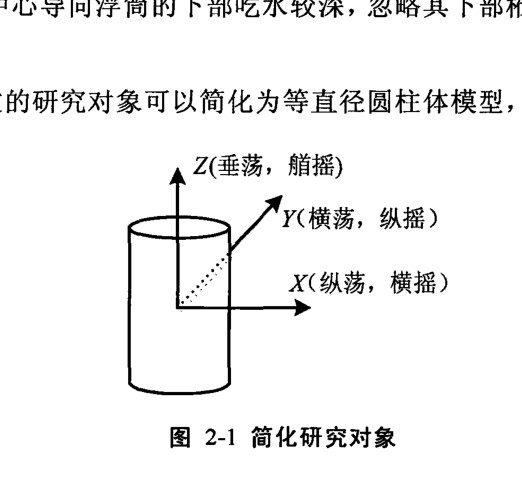 中心导向浮筒的下部吃水较深，忽略其下部
的研究对象可以简化为等直径圆柱体模型，
Z(垂荡，艏摇)
Y(横荡，纵摇)
X(纵荡，横摇)
图 2-1 简化研究对象